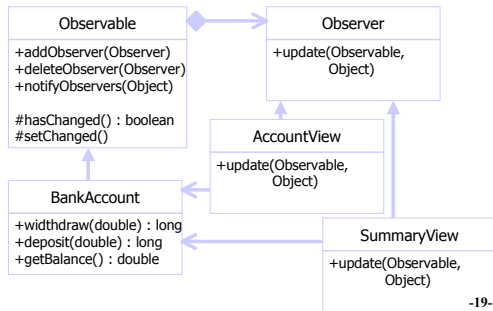 Observable
+addObserver(Observer)
+deleteObserver(Observer)
+notifyObservers(Object)
#hasChanged() : boolean
#setChanged()
Observer
+update(Observable,
Object)
AccountView
+update(Observable,
Object)
BankAccount
+widthdraw(double) : long
+deposit(double) : long
+getBalance() : double
SummaryView
+update(Observable,
Object)
-19-